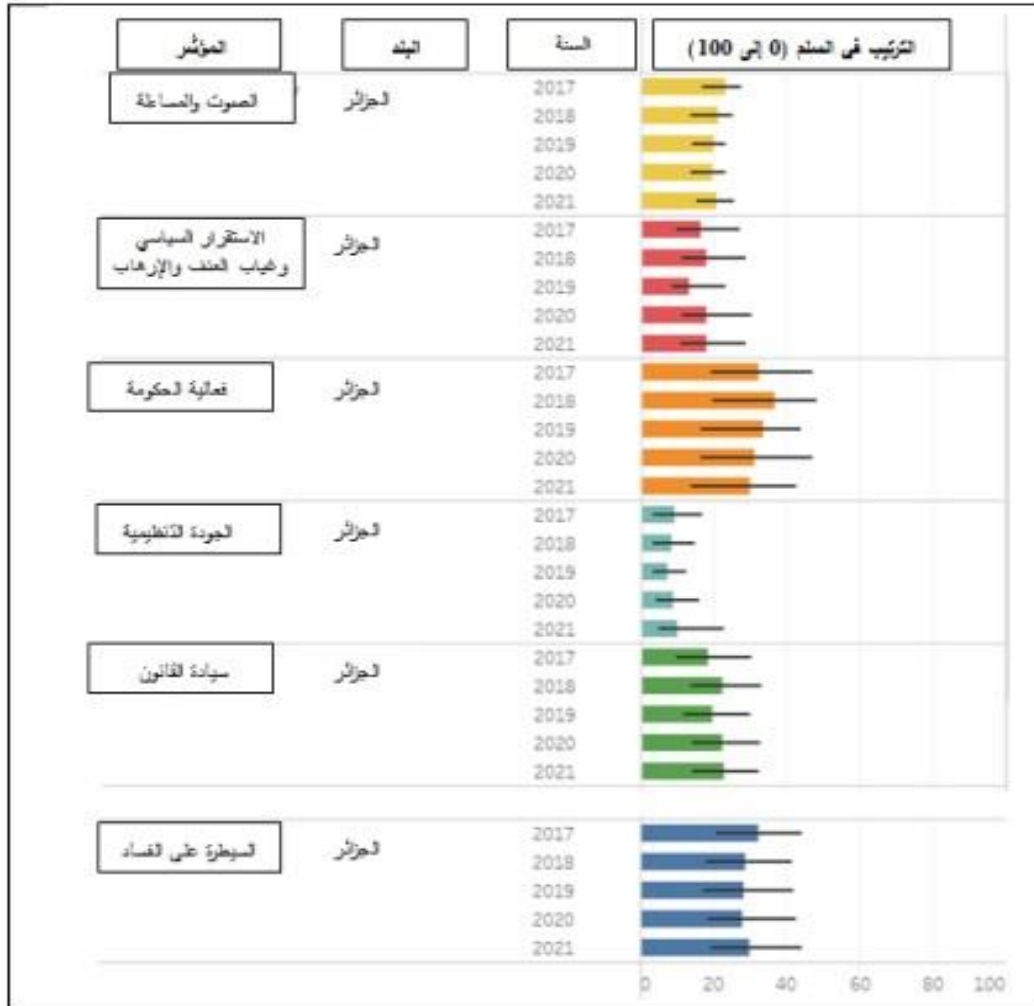 المؤشر
البلد
السنة
الترتيب في السلم (0 إلى 100)
الصوت والمساءلة
الجزائر
2017
2018
2019
2020
2021
الاستقرار السياسي
وغياب العنف والإرهاب
الجزائر
2017
2018
2019
2020
2021
فعالية الحكومة
الجزائر
2017
2018
2019
2020
2021
الجودة التنظيمية
الجزائر
2017
2018
2019
2020
2021
سيادة القانون
الجزائر
2017
2018
2019
2020
2021
السيطرة على الفساد
الجزائر
2017
2018
2019
2020
2021
0 20 40 60 80 100